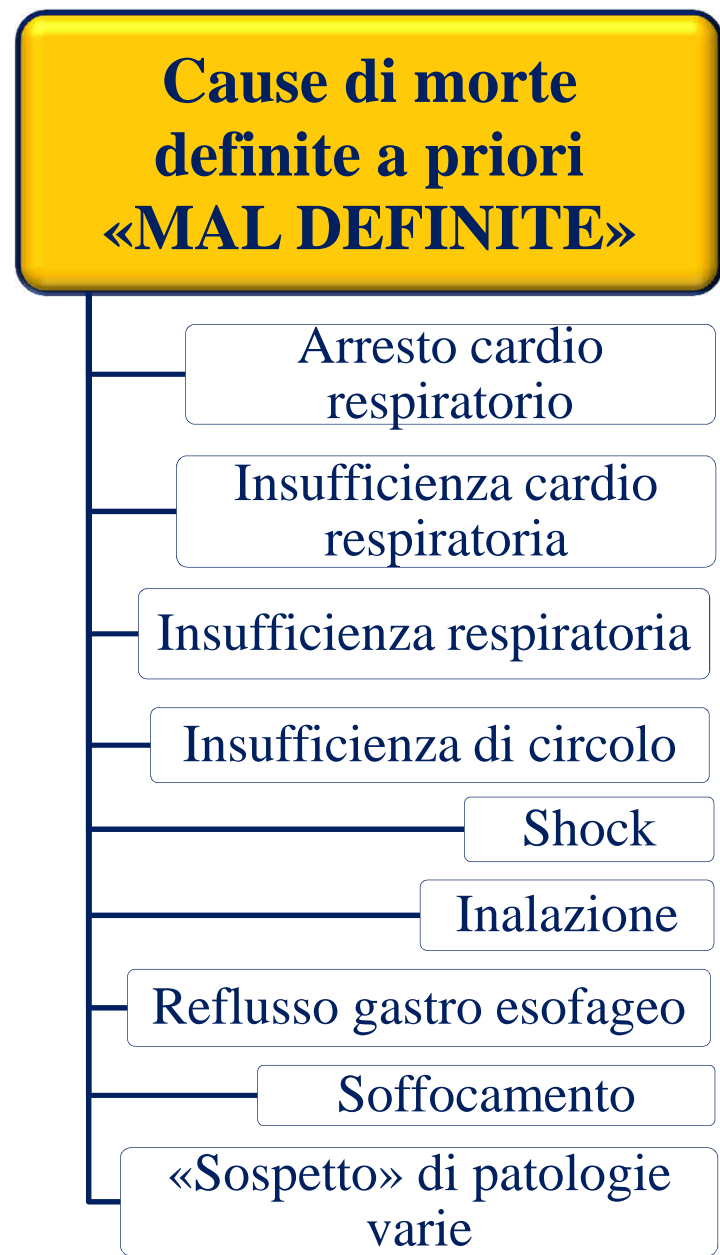 Cause di morte
definite a priori
«MAL DEFINITE»
Arresto cardio
respiratorio
Insufficienza cardio
respiratoria
Insufficienza respiratoria
Insufficienza di circolo
Shock
Inalazione
Reflusso gastro esofageo
Soffocamento
«Sospetto» di patologie
varie